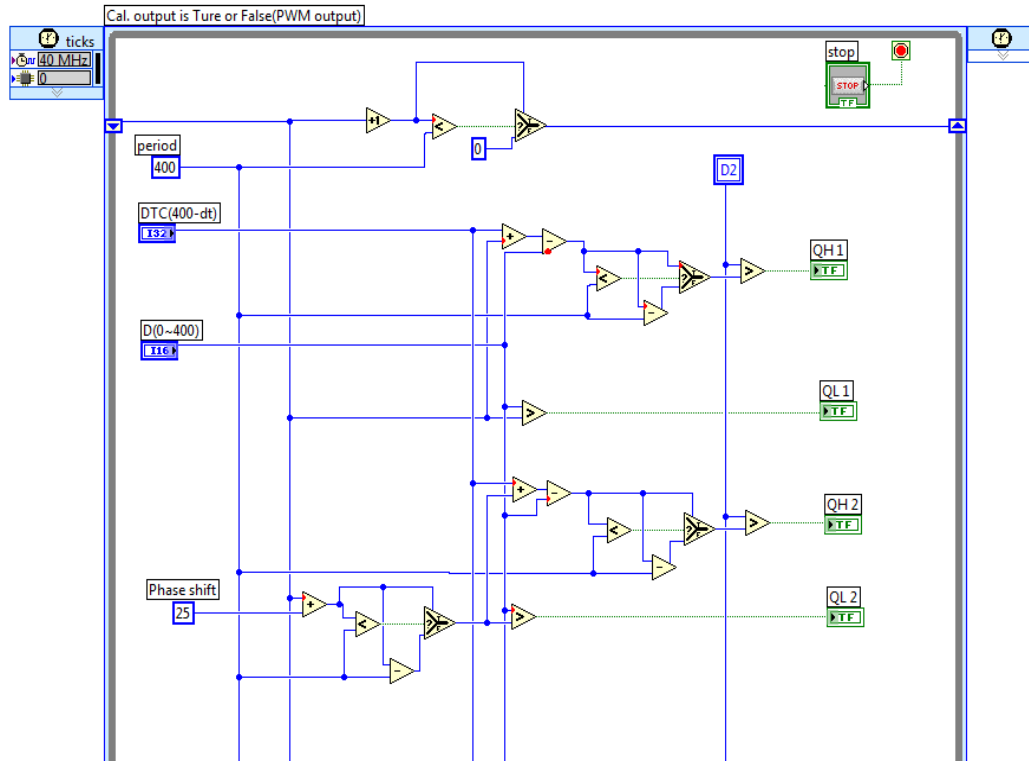 Cal. output is Ture or False(PWM output)
ticks
40 MHz
0
stop
STOP
TF
+1
<
?
T
F
0
period
400
D2
DTC(400-dt)
I32
+
-
<
?
T
F
-
>
QH 1
TF
D(0~400)
I16
>
QL 1
TF
+
-
<
?
T
F
-
>
QH 2
TF
Phase shift
25
+
<
?
T
F
-
>
QL 2
TF